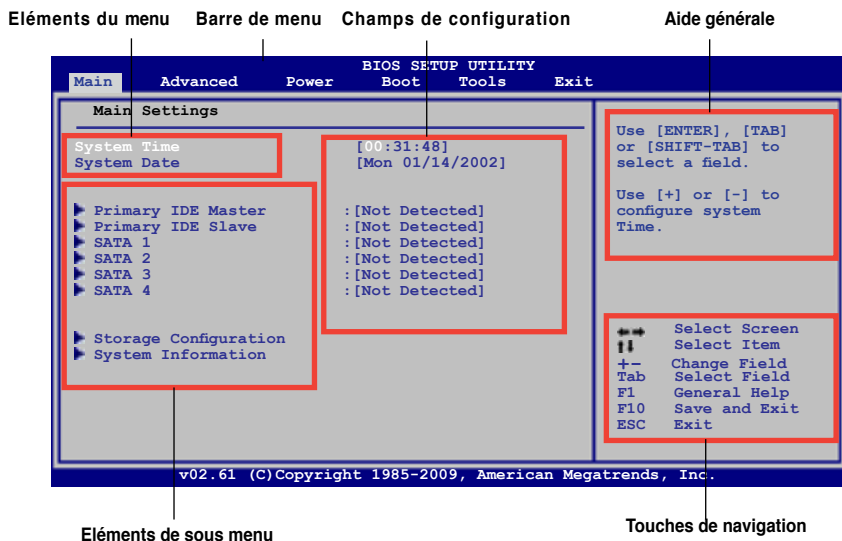 Eléments du menu Barre de menu Champs de configuration Aide générale
BIOS SETUP UTILITY
Main Advanced Power Boot Tools Exit
Main Settings
System Time [00:31:48]
System Date [Mon 01/14/2002]
Primary IDE Master :[Not Detected]
Primary IDE Slave :[Not Detected]
SATA 1 :[Not Detected]
SATA 2 :[Not Detected]
SATA 3 :[Not Detected]
SATA 4 :[Not Detected]
Storage Configuration
System Information
Use [ENTER], [TAB]
or [SHIFT-TAB] to
select a field.
Use [+] or [-] to
configure system
Time.
←→ Select Screen
↑↓ Select Item
+- Change Field
Tab Select Field
F1 General Help
F10 Save and Exit
ESC Exit
v02.61 (C)Copyright 1985-2009, American Megatrends, Inc.
Eléments de sous menu
Touches de navigation